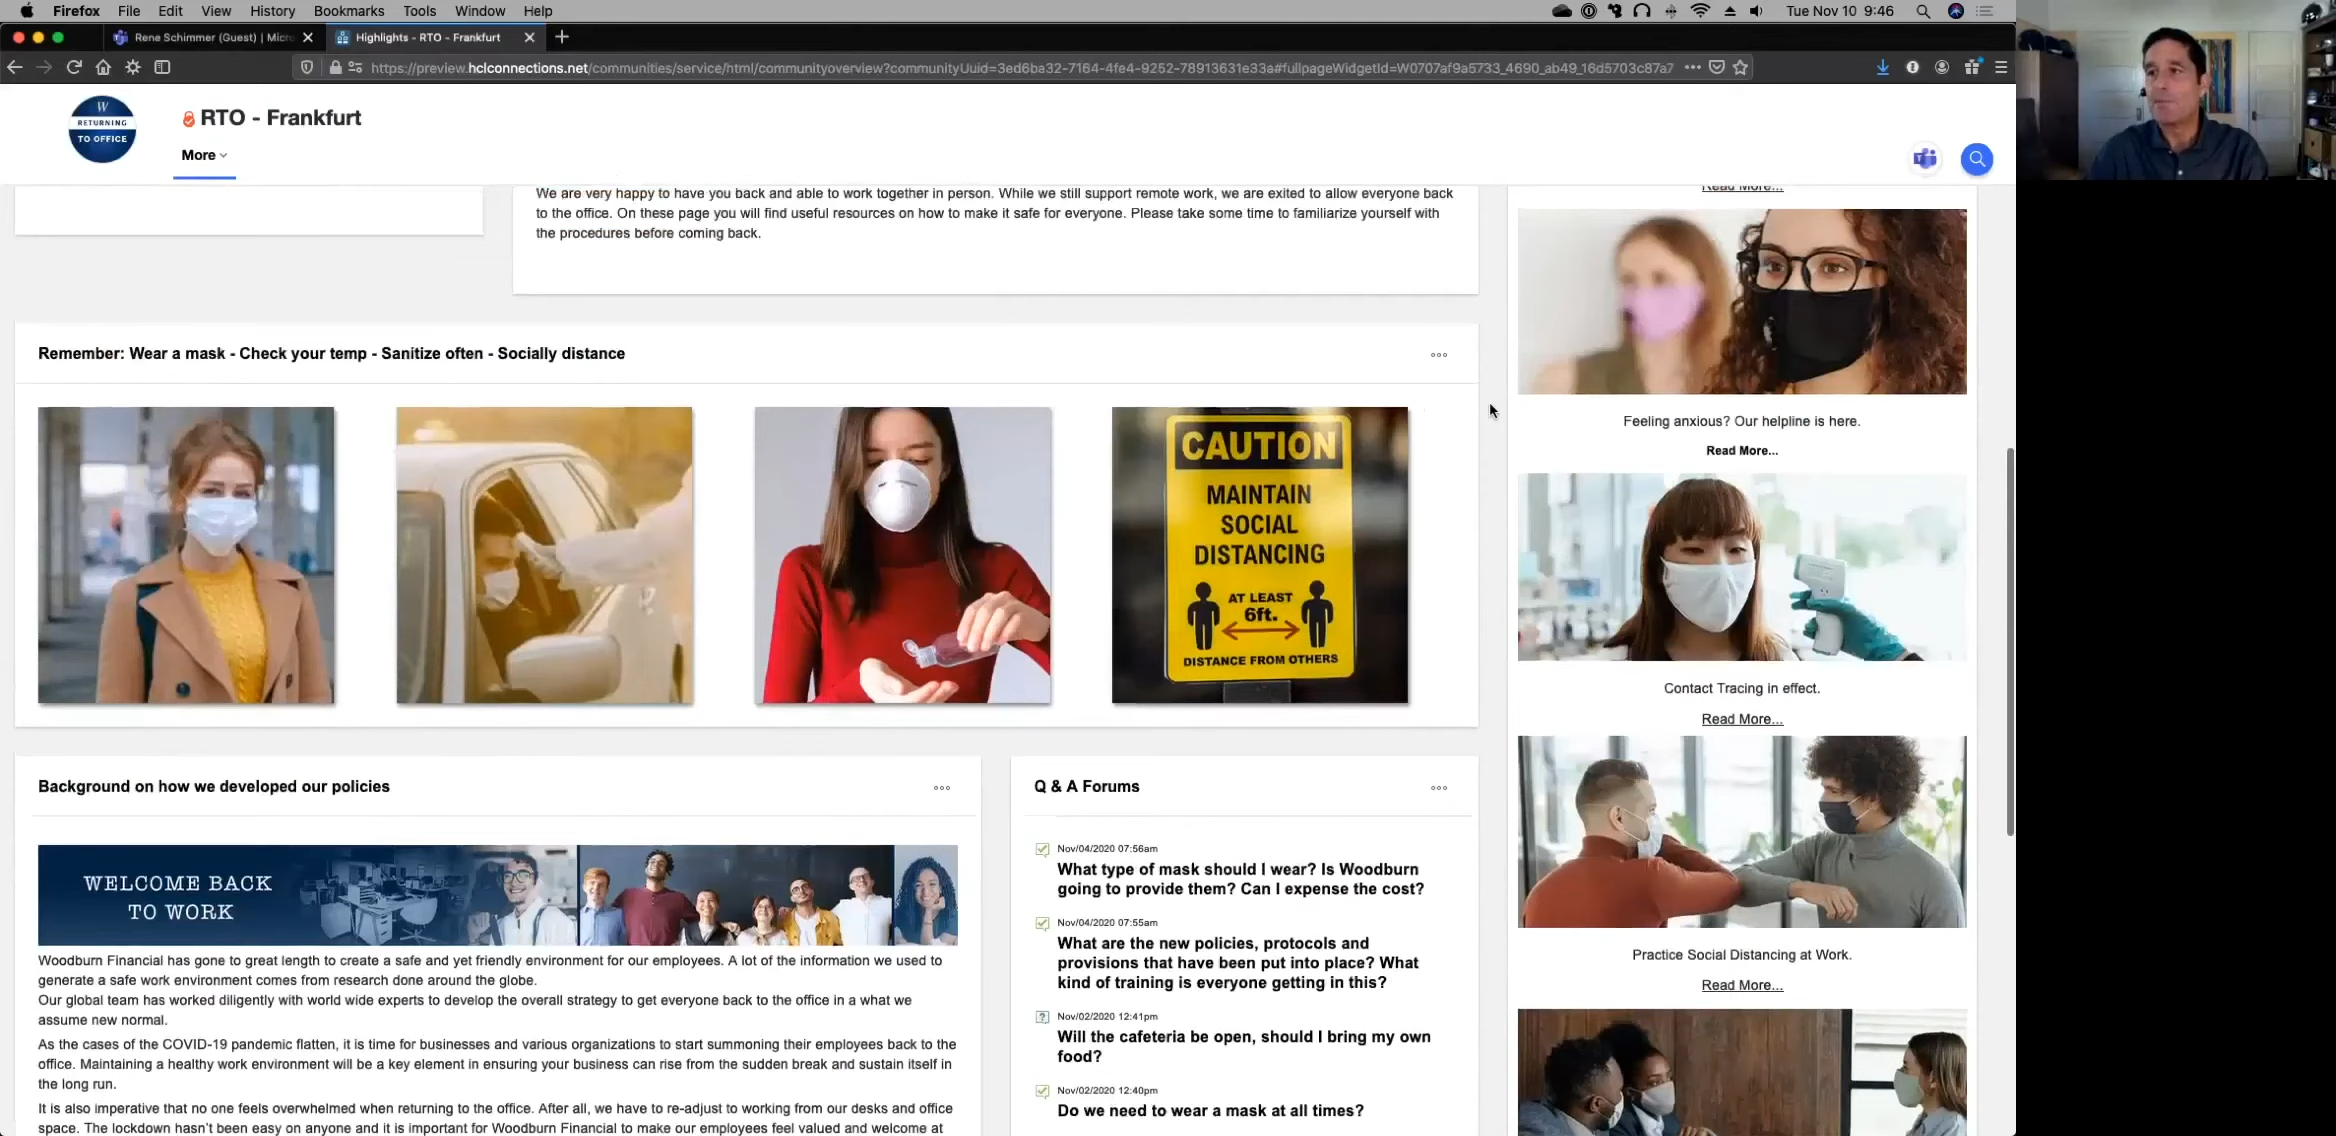 Firefox File Edit View History Bookmarks Tools Window Help
Tue Nov 10 9:46
Rene Schimmer (Guest) | Micro
Highlights - RTO - Frankfurt
https://preview.hclconnections.net/communities/service/html/communityoverview?communityUuid=3ed6ba32-7164-4fe4-9252-78913631e33a#fullpageWidgetId=W0707af9a5733_4690_ab49_16d5703c87a7
W
RETURNING
TO OFFICE
RTO - Frankfurt
More
We are very happy to have you back and able to work together in person. While we still support remote work, we are exited to allow everyone back
to the office. On these page you will find useful resources on how to make it safe for everyone. Please take some time to familiarize yourself with
the procedures before coming back.
Remember: Wear a mask - Check your temp - Sanitize often - Socially distance
CAUTION
MAINTAIN
SOCIAL
DISTANCING
AT LEAST
6ft.
DISTANCE FROM OTHERS
Background on how we developed our policies
WELCOME BACK
TO WORK
Woodburn Financial has gone to great length to create a safe and yet friendly environment for our employees. A lot of the information we used to
generate a safe work environment comes from research done around the globe.
Our global team has worked diligently with world wide experts to develop the overall strategy to get everyone back to the office in a what we
assume new normal.
As the cases of the COVID-19 pandemic flatten, it is time for businesses and various organizations to start summoning their employees back to the
office. Maintaining a healthy work environment will be a key element in ensuring your business can rise from the sudden break and sustain itself in
the long run.
It is also imperative that no one feels overwhelmed when returning to the office. After all, we have to re-adjust to working from our desks and office
space. The lockdown hasn't been easy on anyone and it is important for Woodburn Financial to make our employees feel valued and welcome at
Q & A Forums
Nov/04/2020 07:56am
What type of mask should I wear? Is Woodburn
going to provide them? Can I expense the cost?
Nov/04/2020 07:55am
What are the new policies, protocols and
provisions that have been put into place? What
kind of training is everyone getting in this?
Nov/02/2020 12:41pm
Will the cafeteria be open, should I bring my own
food?
Nov/02/2020 12:40pm
Do we need to wear a mask at all times?
Read More...
Feeling anxious? Our helpline is here.
Read More...
Contact Tracing in effect.
Read More...
Practice Social Distancing at Work.
Read More...